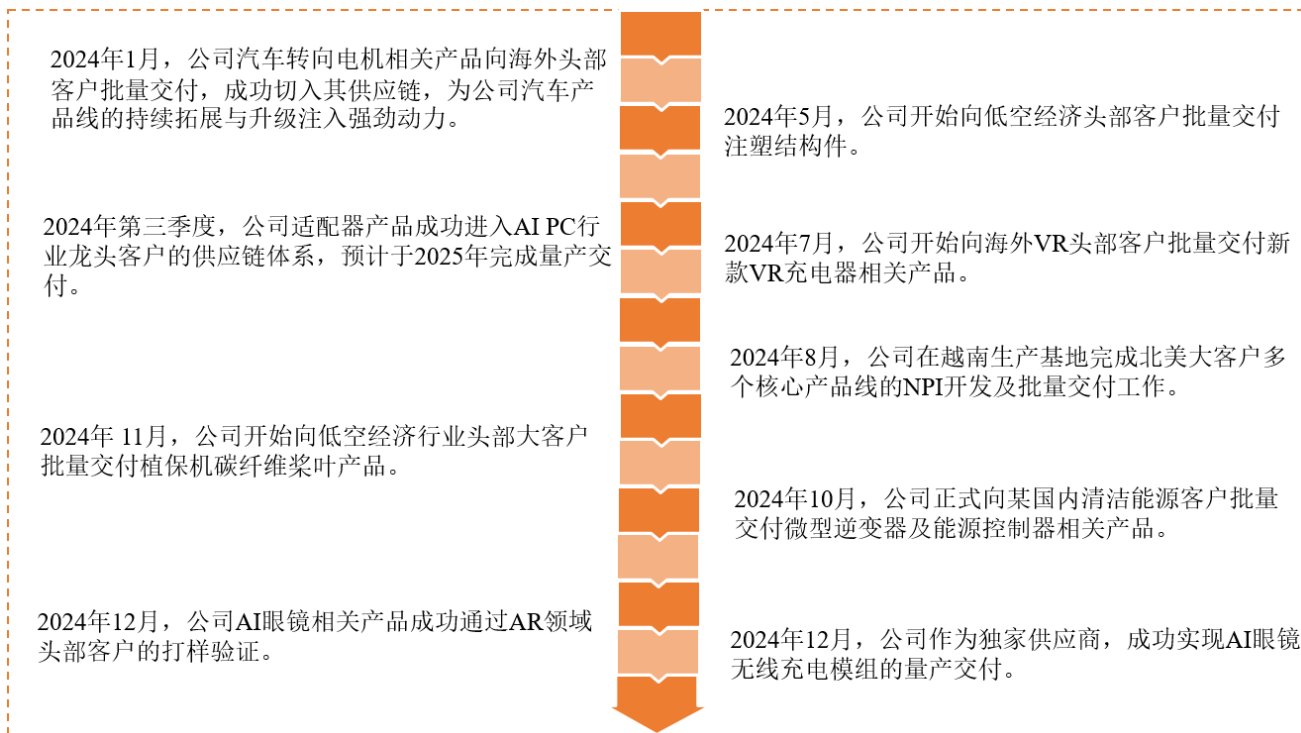 2024年1月，公司汽车转向电机相关产品向海外头部
客户批量交付，成功切入其供应链，为公司汽车产
品线的持续拓展与升级注入强劲动力。
2024年5月，公司开始向低空经济头部客户批量交付
注塑结构件。
2024年第三季度，公司适配器产品成功进入AI PC行
业龙头客户的供应链体系，预计于2025年完成量产交
付。
2024年7月，公司开始向海外VR头部客户批量交付新
款VR充电器相关产品。
2024年8月，公司在越南生产基地完成北美大客户多
个核心产品线的NPI开发及批量交付工作。
2024年 11月，公司开始向低空经济行业头部大客户
批量交付植保机碳纤维桨叶产品。
2024年10月，公司正式向某国内清洁能源客户批量
交付微型逆变器及能源控制器相关产品。
2024年12月，公司AI眼镜相关产品成功通过AR领域
头部客户的打样验证。
2024年12月，公司作为独家供应商，成功实现AI眼镜
无线充电模组的量产交付。